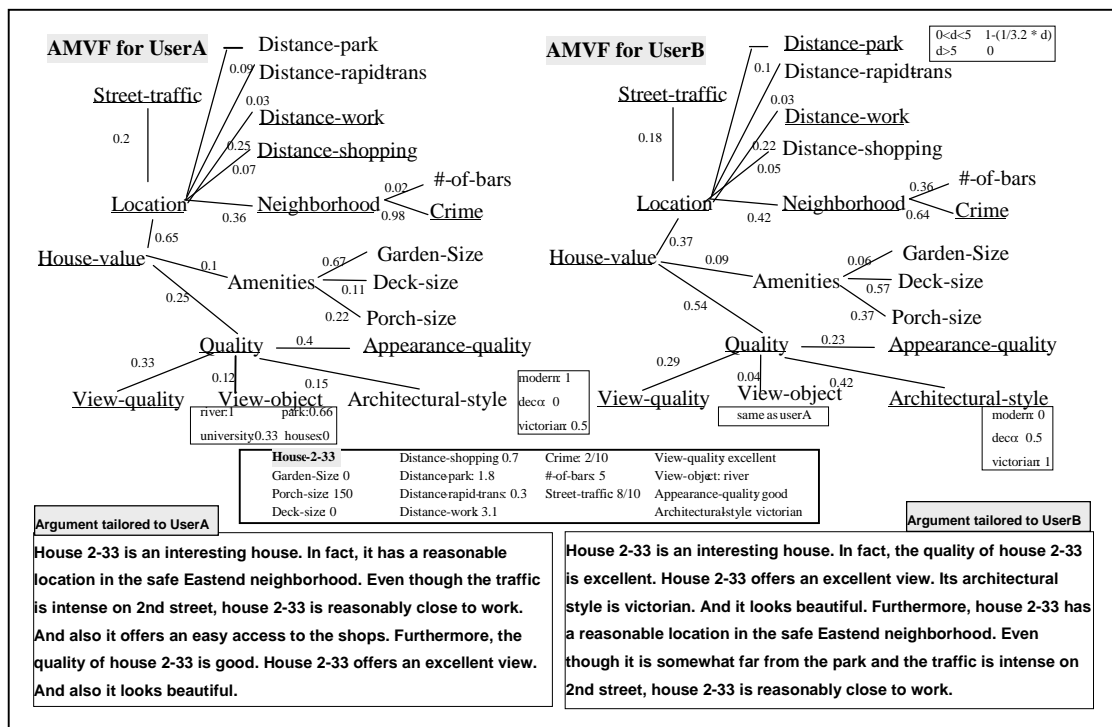 AMVF for UserA
Distance-park
0.09
Distance-rapid-trans
Street-traffic
0.03
Distance-work
0.2
0.25
Distance-shopping
0.07
#-of-bars
0.02
Location
Neighborhood
0.36
0.98
Crime
0.65
House-value
Garden-Size
0.67
0.1
Amenities
Deck-size
0.11
0.25
0.22
Porch-size
Quality
0.4
Appearance-quality
0.33
0.12
0.15
View-quality
View-object
Architectural-style
river:1 park:0.66
university:0.33 houses:0
modern: 1
deco: 0
victorian: 0.5
AMVF for UserB
Distance-park
0<d<5 1-(1/3.2 * d)
d>5 0
0.1
Distance-rapid-trans
Street-traffic
0.03
Distance-work
0.18
0.22
Distance-shopping
0.05
#-of-bars
0.36
Location
Neighborhood
0.42
0.64
Crime
0.37
House-value
Garden-Size
0.06
0.09
Amenities
Deck-size
0.57
0.54
0.37
Porch-size
Quality
0.23
Appearance-quality
0.29
0.04
0.42
View-quality
View-object
Architectural-style
same as userA
modern: 0
deco: 0.5
victorian: 1
House-2-33 Distance-shopping 0.7 Crime: 2/10 View-quality: excellent
Garden-Size: 0 Distance-park: 1.8 #-of-bars: 5 View-object: river
Porch-size: 150 Distance-rapid-trans: 0.3 Street-traffic: 8/10 Appearance-quality: good
Deck-size: 0 Distance-work 3.1 Architectural-style: victorian
Argument tailored to UserA
House 2-33 is an interesting house. In fact, it has a reasonable
location in the safe Eastend neighborhood. Even though the traffic
is intense on 2nd street, house 2-33 is reasonably close to work.
And also it offers an easy access to the shops. Furthermore, the
quality of house 2-33 is good. House 2-33 offers an excellent view.
And also it looks beautiful.
Argument tailored to UserB
House 2-33 is an interesting house. In fact, the quality of house 2-33
is excellent. House 2-33 offers an excellent view. Its architectural
style is victorian. And it looks beautiful. Furthermore, house 2-33 has
a reasonable location in the safe Eastend neighborhood. Even
though it is somewhat far from the park and the traffic is intense on
2nd street, house 2-33 is reasonably close to work.